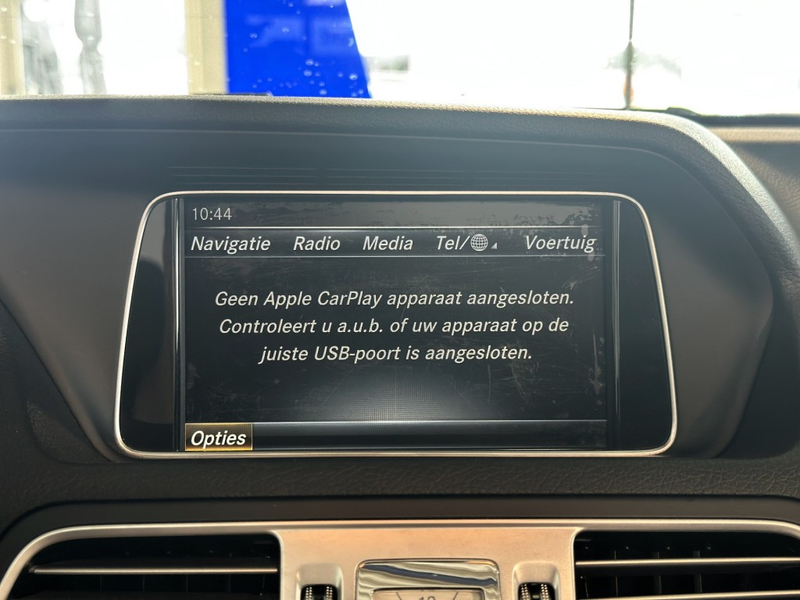 10:44
Navigatie Radio Media Tel/ Voertuig
Geen Apple CarPlay apparaat aangesloten.
Controleert u a.u.b. of uw apparaat op de
juiste USB-poort is aangesloten.
Opties